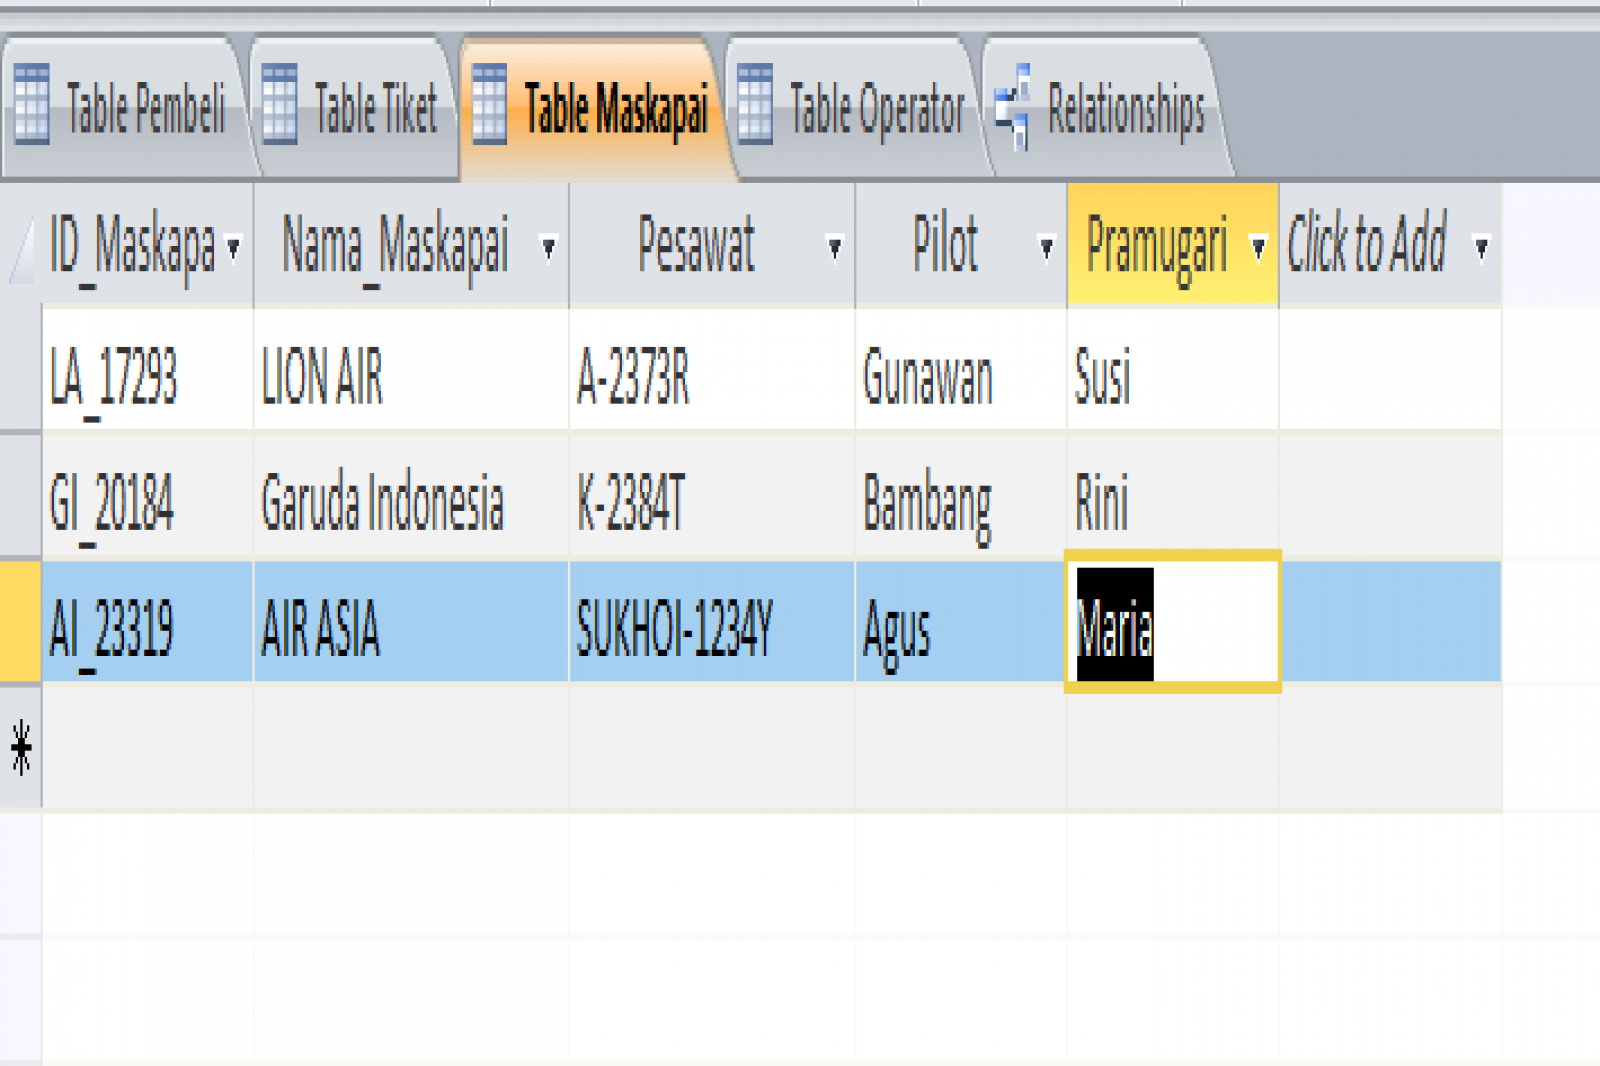 Table Pembeli Table Tiket Table Maskapai Table Operator Relationships
ID_Maskapa Nama_Maskapai Pesawat Pilot Pramugari Click to Add
LA_17293 LION AIR A-2373R Gunawan Susi
GI_20184 Garuda Indonesia K-2384T Bambang Rini
AI_23319 AIR ASIA SUKHOI-1234Y Agus Maria
*